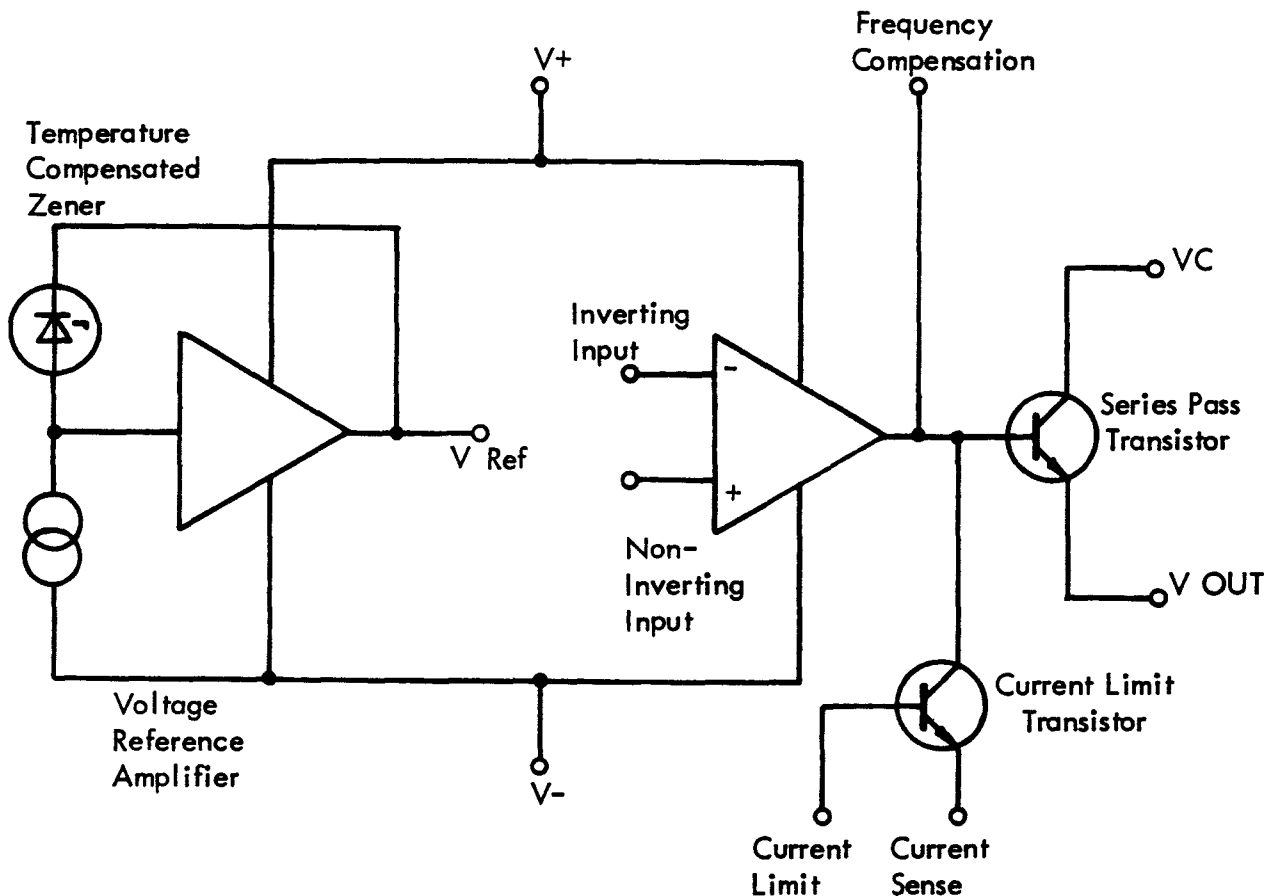 Frequency
Compensation
V+
Temperature
Compensated
Zener
VC
Inverting
Input
-
Series Pass
Transistor
V Ref
+
Non-
Inverting
Input
V OUT
Voltage
Reference
Amplifier
Current Limit
Transistor
V-
Current
Limit
Current
Sense